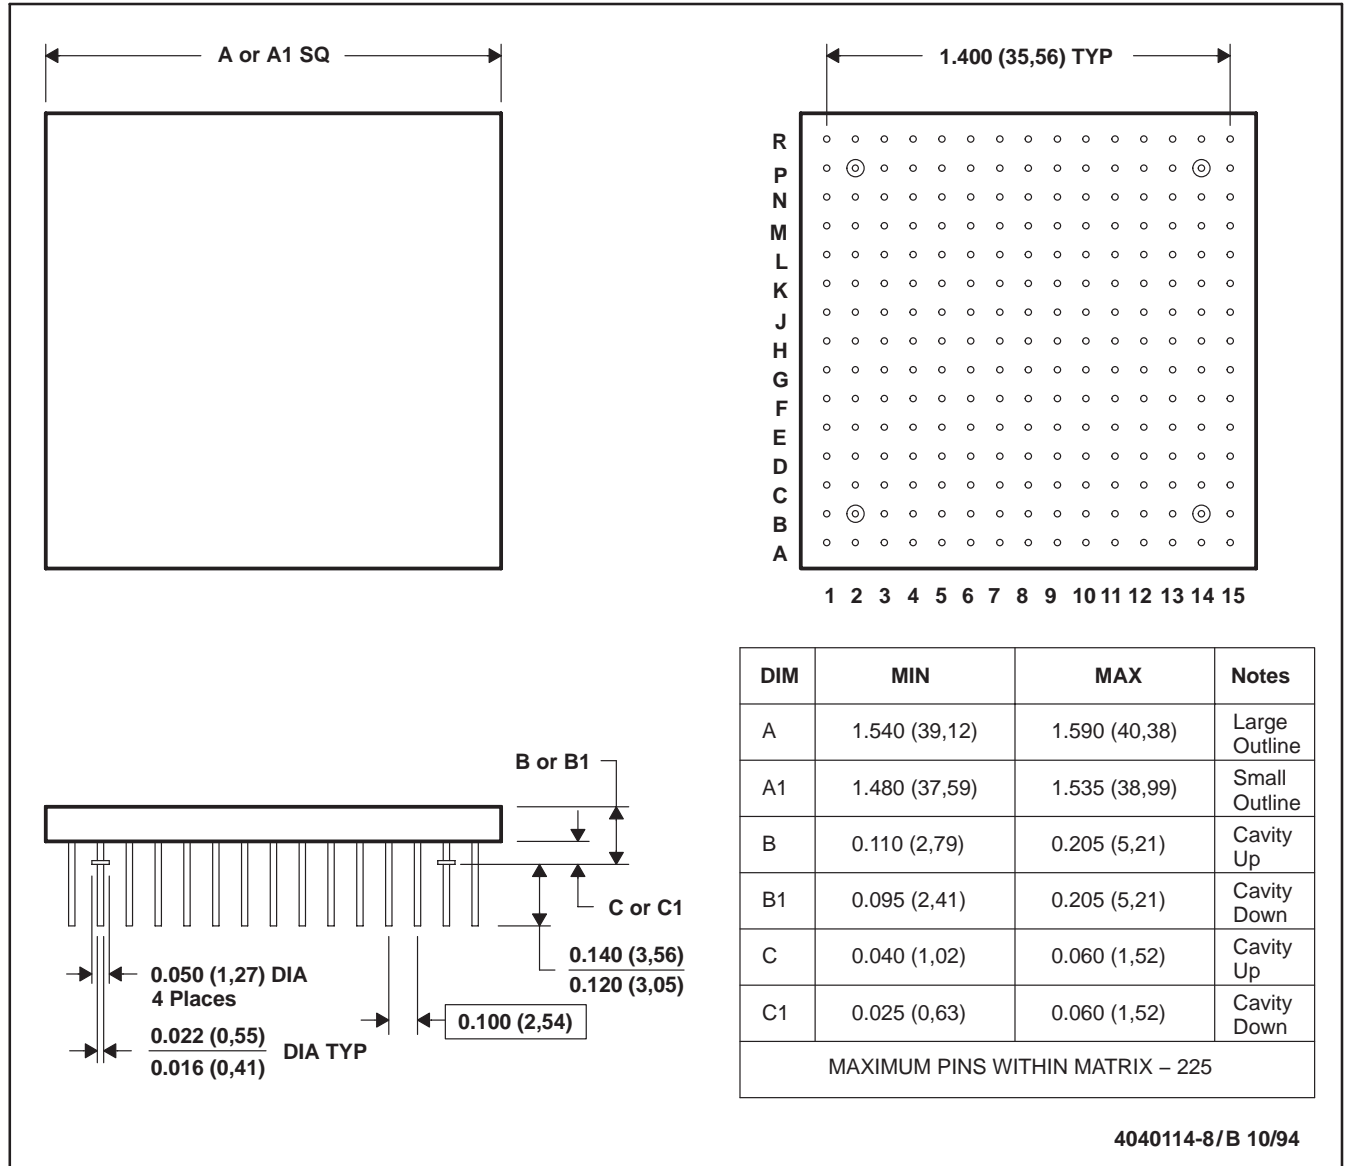 A or A1 SQ
1.400 (35,56) TYP
R
P
N
M
L
K
J
H
G
F
E
D
C
B
A
1 2 3 4 5 6 7 8 9 10 11 12 13 14 15
B or B1
C or C1
0.140 (3,56)
0.120 (3,05)
0.050 (1,27) DIA
4 Places
0.100 (2,54)
0.022 (0,55)
0.016 (0,41)
DIA TYP
DIM MIN MAX Notes
A 1.540 (39,12) 1.590 (40,38) Large Outline
A1 1.480 (37,59) 1.535 (38,99) Small Outline
B 0.110 (2,79) 0.205 (5,21) Cavity Up
B1 0.095 (2,41) 0.205 (5,21) Cavity Down
C 0.040 (1,02) 0.060 (1,52) Cavity Up
C1 0.025 (0,63) 0.060 (1,52) Cavity Down
MAXIMUM PINS WITHIN MATRIX – 225
4040114-8/B 10/94